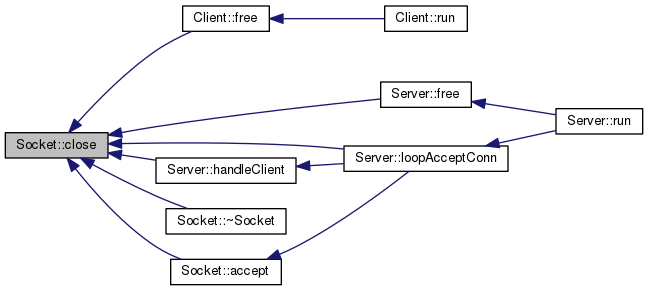 Client::free
Client::run
Server::free
Server::run
Socket::close
Server::loopAcceptConn
Server::handleClient
Socket::~Socket
Socket::accept